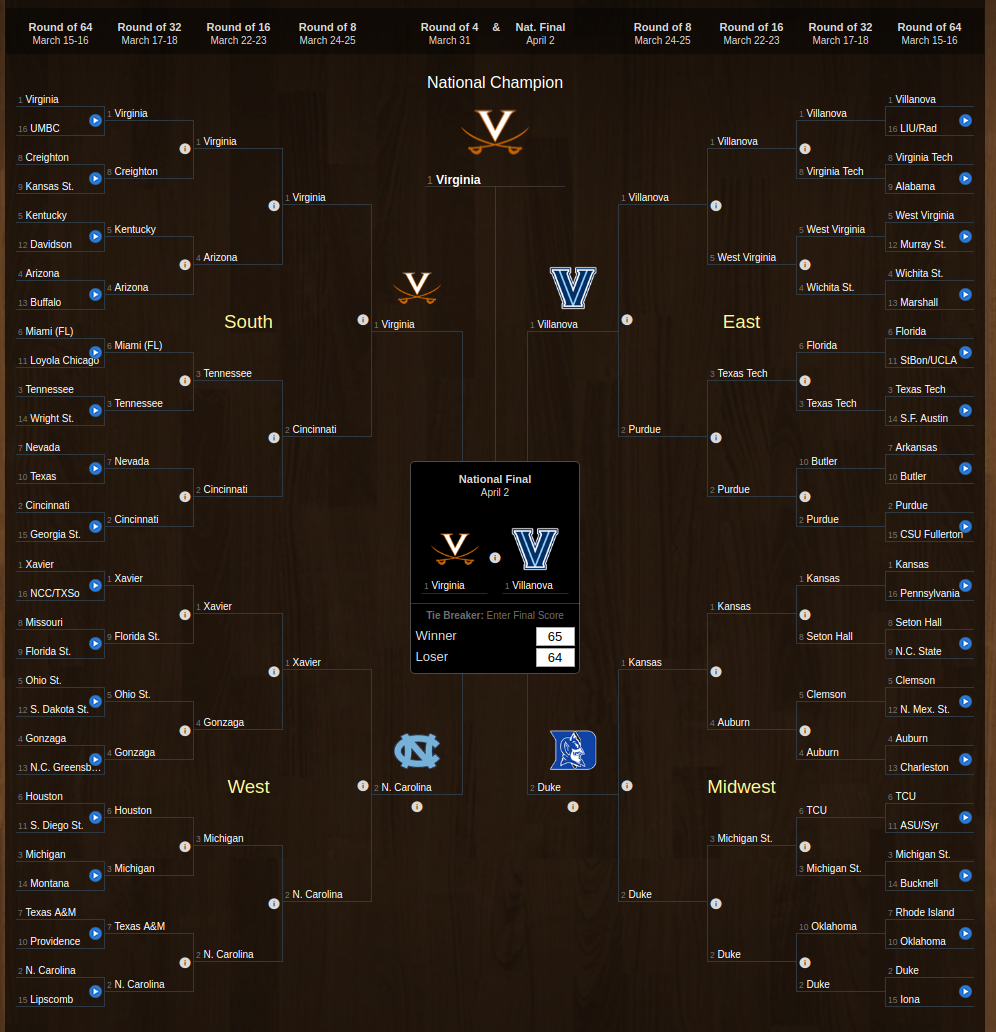 Round of 64
March 15-16
Round of 32
March 17-18
Round of 16
March 22-23
Round of 8
March 24-25
Round of 4 & Nat. Final
March 31
April 2
Round of 8
March 24-25
Round of 16
March 22-23
Round of 32
March 17-18
Round of 64
March 15-16
National Champion
1 Virginia
South
1 Virginia
16 UMBC
8 Creighton
9 Kansas St.
5 Kentucky
12 Davidson
4 Arizona
13 Buffalo
6 Miami (FL)
11 Loyola Chicago
3 Tennessee
14 Wright St.
7 Nevada
10 Texas
2 Cincinnati
15 Georgia St.
1 Virginia
8 Creighton
5 Kentucky
4 Arizona
6 Miami (FL)
3 Tennessee
7 Nevada
2 Cincinnati
1 Virginia
4 Arizona
3 Tennessee
2 Cincinnati
1 Virginia
2 Cincinnati
1 Virginia
West
1 Xavier
16 NCC/TXSo
8 Missouri
9 Florida St.
5 Ohio St.
12 S. Dakota St.
4 Gonzaga
13 N.C. Greensb...
6 Houston
11 S. Diego St.
3 Michigan
14 Montana
7 Texas A&M
10 Providence
2 N. Carolina
15 Lipscomb
1 Xavier
9 Florida St.
5 Ohio St.
4 Gonzaga
6 Houston
3 Michigan
7 Texas A&M
2 N. Carolina
1 Xavier
4 Gonzaga
3 Michigan
2 N. Carolina
1 Xavier
2 N. Carolina
2 N. Carolina
National Final
April 2
1 Virginia
1 Villanova
Tie Breaker: Enter Final Score
Winner 65
Loser 64
East
1 Villanova
1 Villanova
2 Purdue
1 Villanova
5 West Virginia
3 Texas Tech
2 Purdue
1 Villanova
8 Virginia Tech
5 West Virginia
4 Wichita St.
6 Florida
3 Texas Tech
10 Butler
2 Purdue
1 Villanova
16 LIU/Rad
8 Virginia Tech
9 Alabama
5 West Virginia
12 Murray St.
4 Wichita St.
13 Marshall
6 Florida
11 StBon/UCLA
3 Texas Tech
14 S.F. Austin
7 Arkansas
10 Butler
2 Purdue
15 CSU Fullerton
Midwest
2 Duke
1 Kansas
2 Duke
1 Kansas
4 Auburn
3 Michigan St.
2 Duke
1 Kansas
8 Seton Hall
5 Clemson
4 Auburn
6 TCU
3 Michigan St.
10 Oklahoma
2 Duke
1 Kansas
16 Pennsylvania
8 Seton Hall
9 N.C. State
5 Clemson
12 N. Mex. St.
4 Auburn
13 Charleston
6 TCU
11 ASU/Syr
3 Michigan St.
14 Bucknell
7 Rhode Island
10 Oklahoma
2 Duke
15 Iona